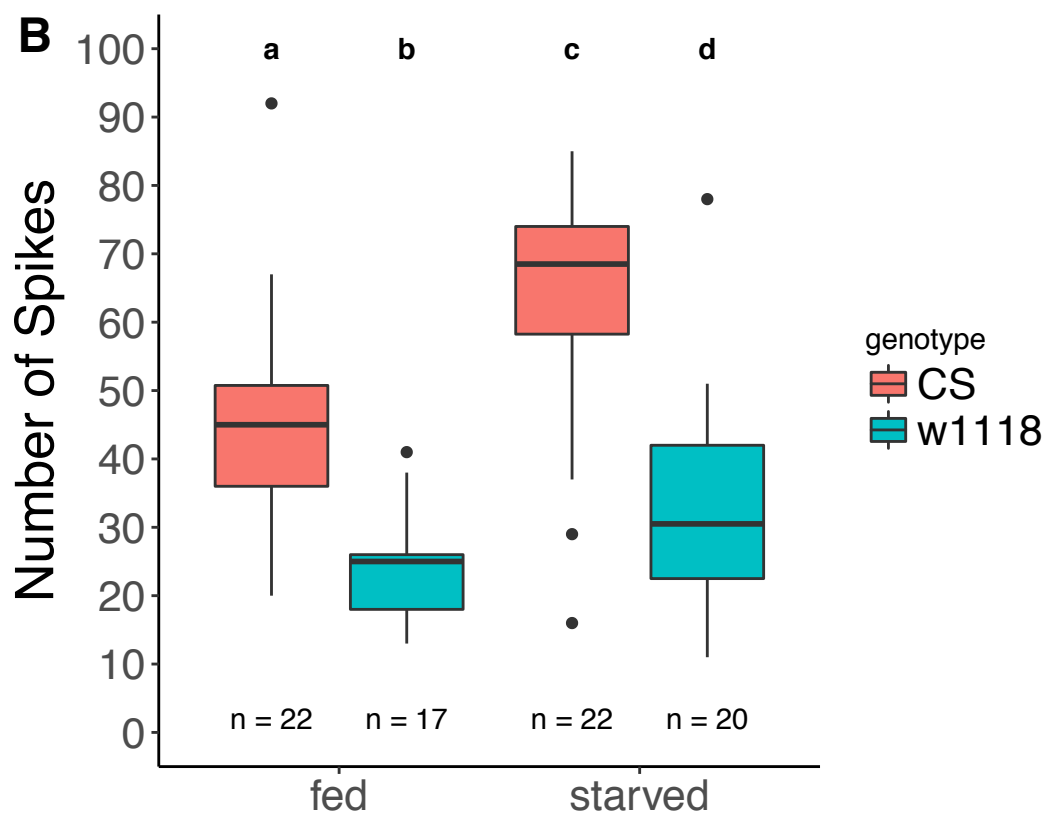 B
Number of Spikes
100
90
80
70
60
50
40
30
20
10
0
a b c d
n = 22 n = 17 n = 22 n = 20
fed starved
genotype
CS
w1118